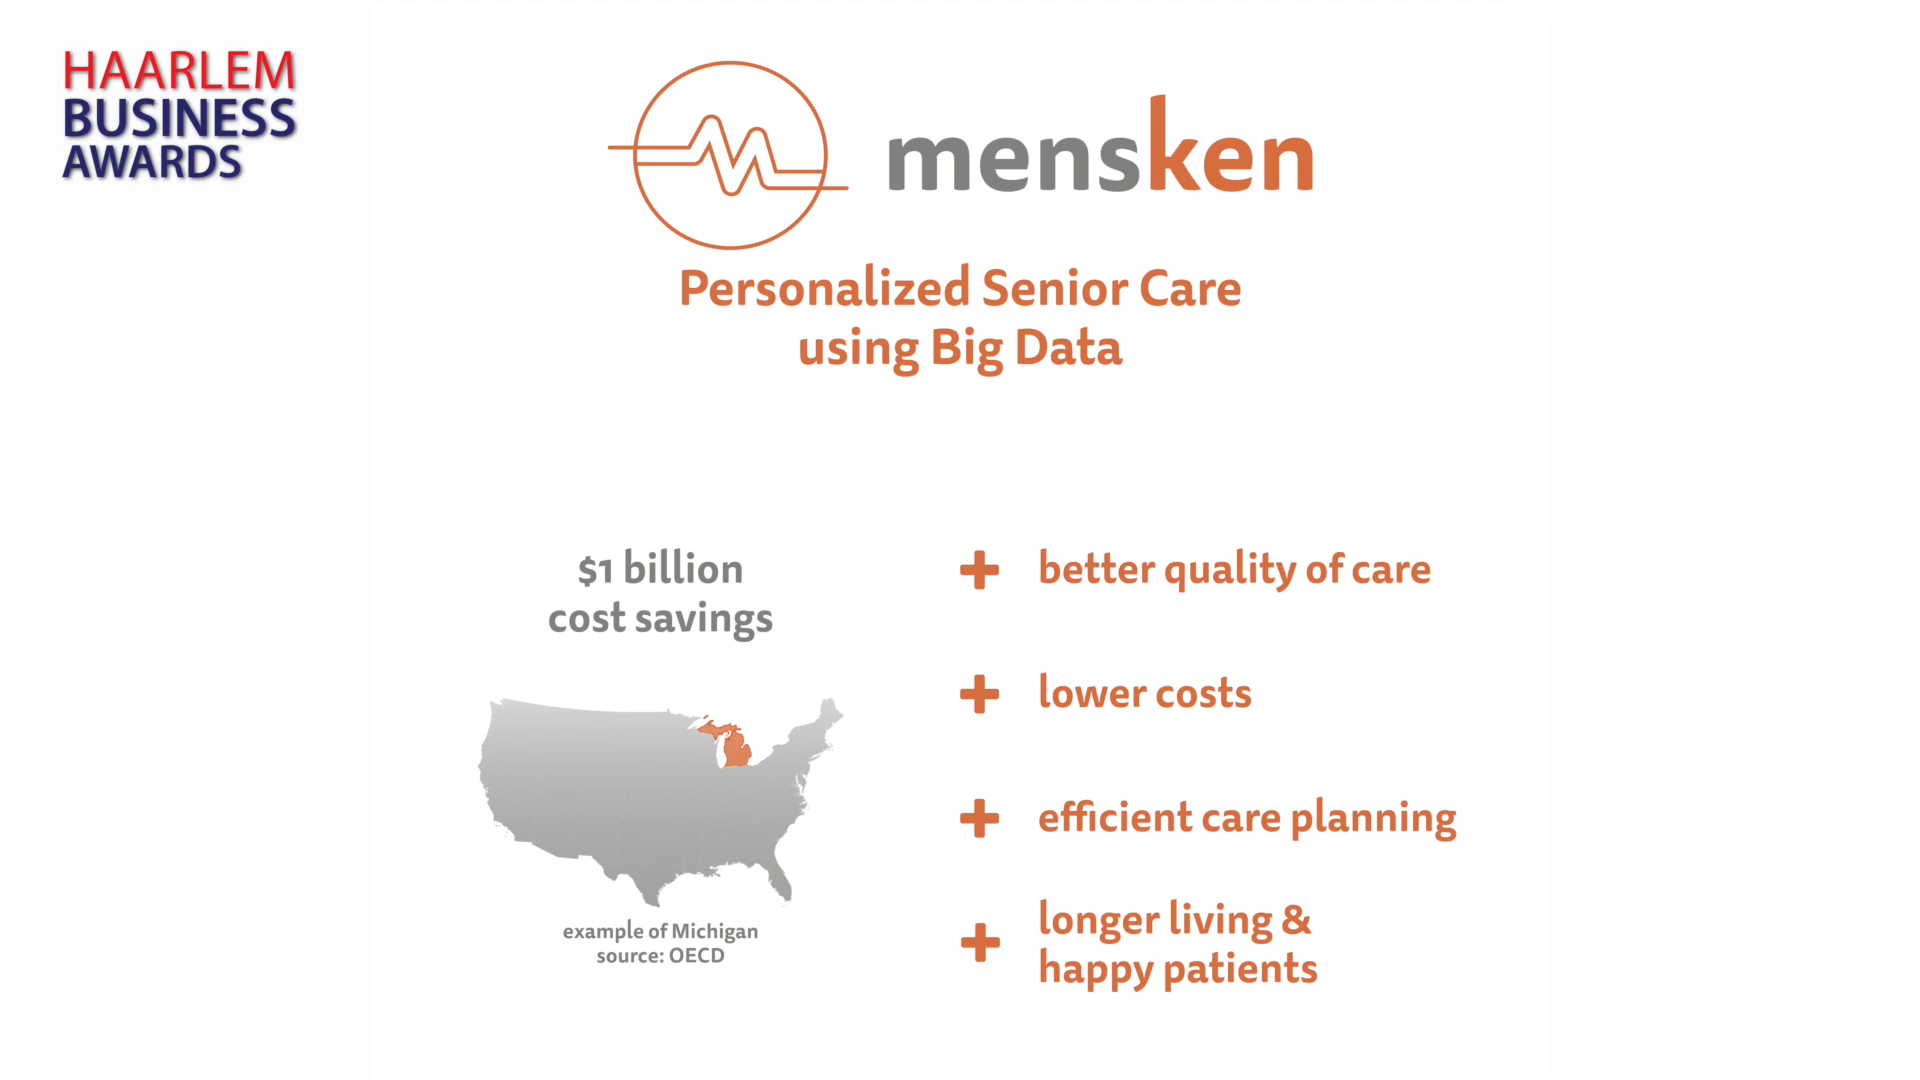 HAARLEM
BUSINESS
AWARDS
mensken
Personalized Senior Care
using Big Data
$1 billion
cost savings
example of Michigan
source: OECD
+ better quality of care
+ lower costs
+ efficient care planning
+ longer living &
happy patients